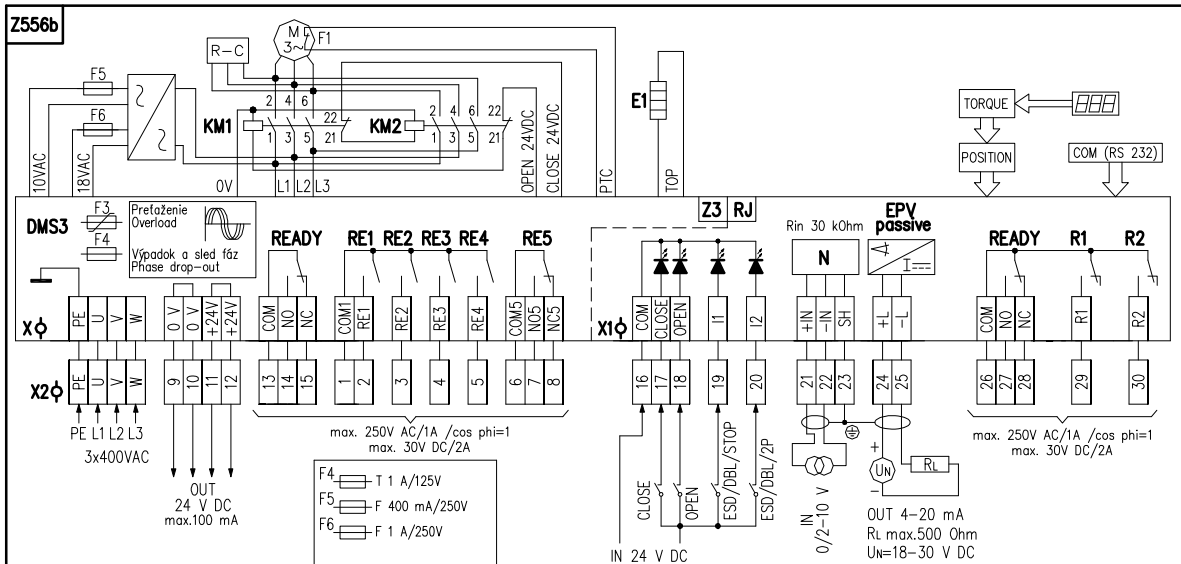 Z556b
R-C
M
3~
F1
F5
F6
2 4 6
1 3 5
22
21
KM1
KM2
2 4 6
1 3 5
22
21
E1
TORQUE
POSITION
COM (RS 232)
10VAC
18VAC
0V
L1 L2 L3
OPEN 24VDC
CLOSE 24VDC
PTC
TOP
DMS3
F3
F4
Preťaženie
Overload
Výpadok a sled fáz
Phase drop-out
READY
RE1 RE2 RE3 RE4
RE5
Z3 RJ
Rin 30 kOhm
N
EPV
passive
I
READY
R1
R2
X
PE U V W
0 V 0 V +24V +24V
COM NO NC
COM1 RE1 RE2 RE3 RE4
COM5 NO5 NC5
X1
COM CLOSE OPEN I1 I2
+IN -IN SH
+L -L
COM NO NC R1 R2
X2
PE U V W
9 10 11 12
13 14 15
1 2 3 4 5
6 7 8
16 17 18 19 20
21 22 23 24 25
26 27 28 29 30
PE L1 L2 L3
3x400VAC
OUT
24 V DC
max.100 mA
max. 250V AC/1A /cos phi=1
max. 30V DC/2A
F4 T 1 A/125V
F5 F 400 mA/250V
F6 F 1 A/250V
CLOSE
OPEN
ESD/DBL/STOP
ESD/DBL/2P
IN 24 V DC
IN
0/2-10 V
+
UN
-
RL
OUT 4-20 mA
RL max.500 Ohm
UN=18-30 V DC
max. 250V AC/1A /cos phi=1
max. 30V DC/2A